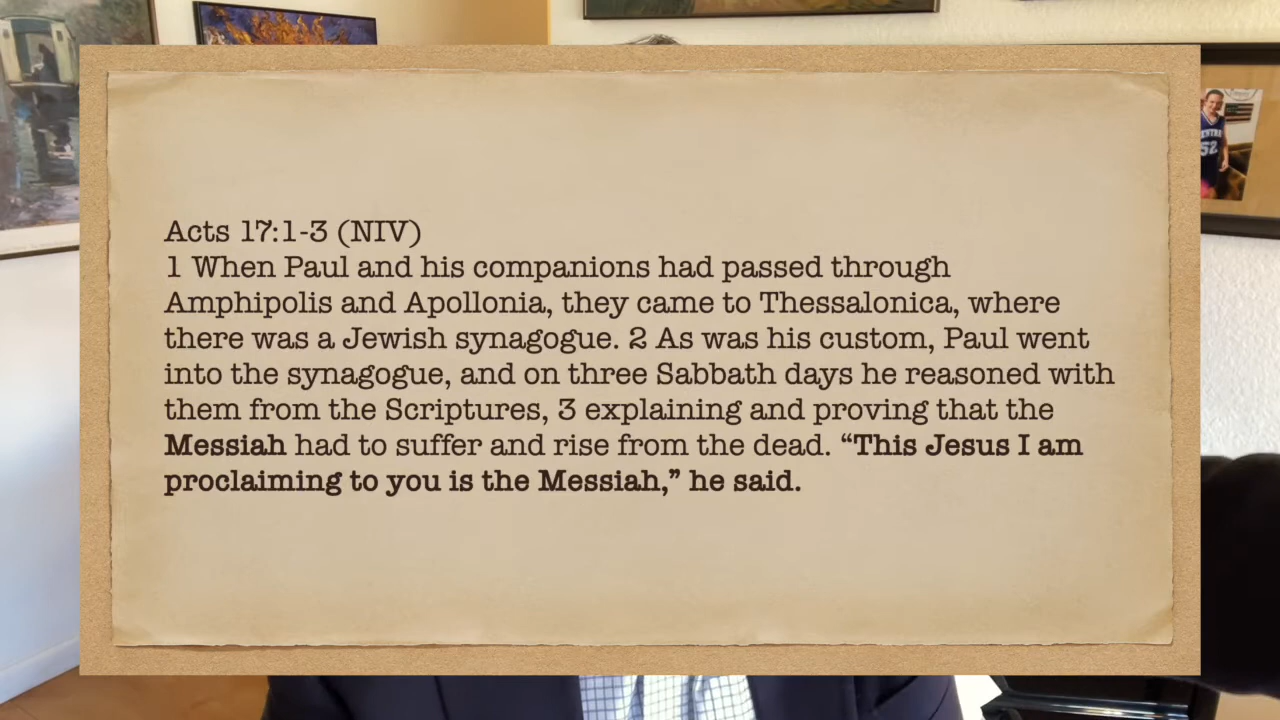 Acts 17:1-3 (NIV)
1 When Paul and his companions had passed through
Amphipolis and Apollonia, they came to Thessalonica, where
there was a Jewish synagogue. 2 As was his custom, Paul went
into the synagogue, and on three Sabbath days he reasoned with
them from the Scriptures, 3 explaining and proving that the
Messiah had to suffer and rise from the dead. “This Jesus I am
proclaiming to you is the Messiah,” he said.
52